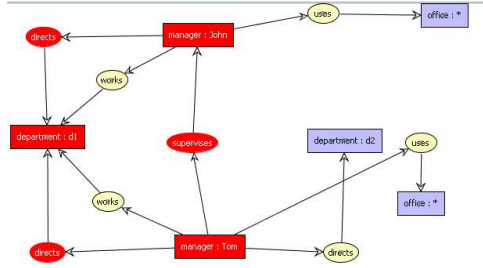 uses
office : *
directs
manager : John
works
department : d1
supervises
department : d2
uses
works
office : *
directs
manager : Tom
directs